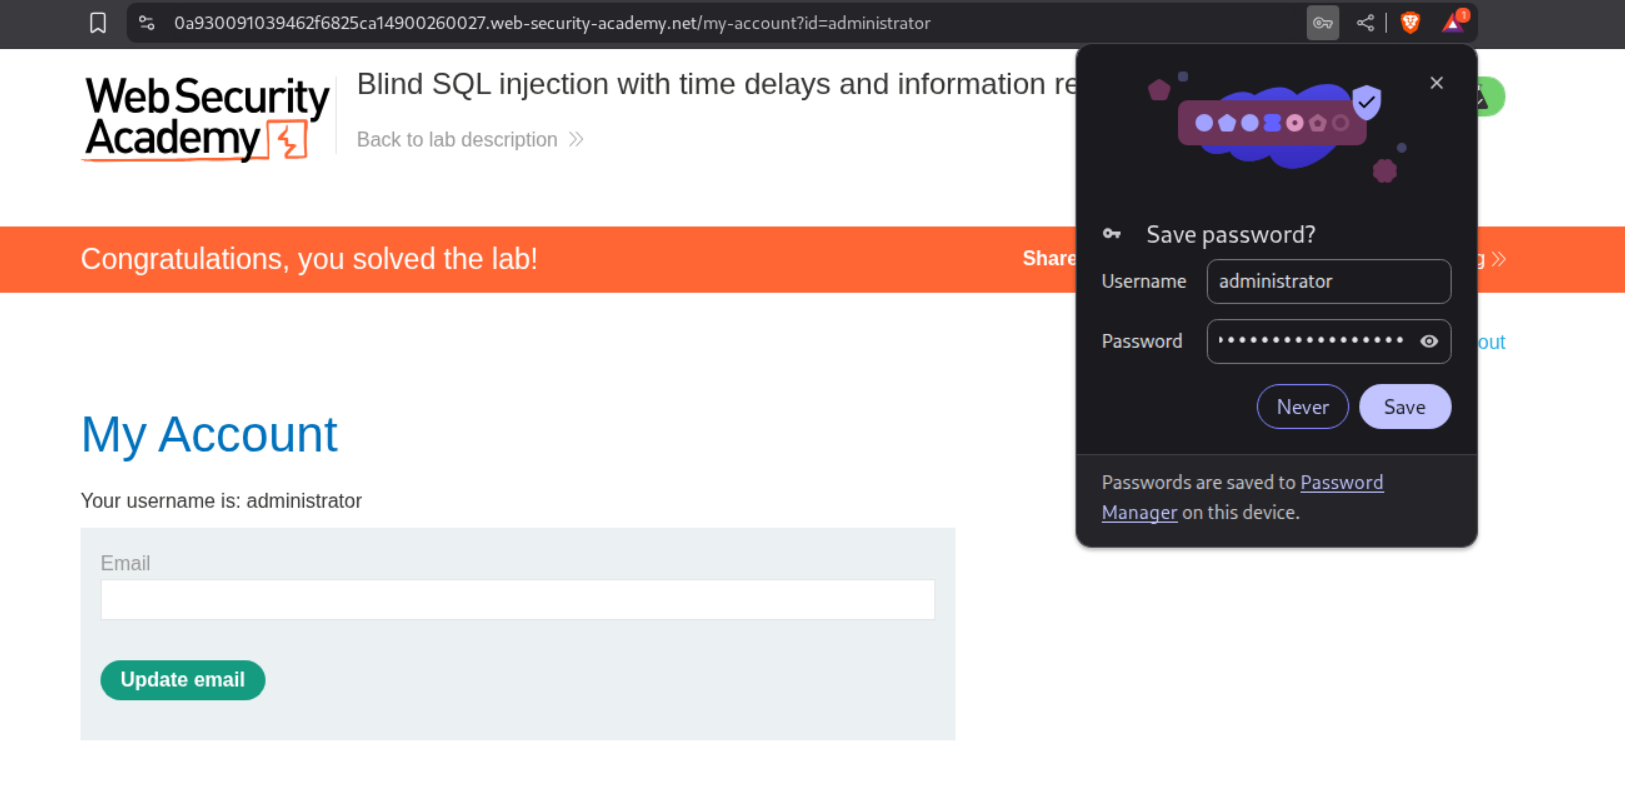 0a930091039462f6825ca14900260027.web-security-academy.net/my-account?id=administrator
1
Web Security
Academy
Blind SQL injection with time delays and information re
Back to lab description
Congratulations, you solved the lab!
Share
g
out
Save password?
Username
administrator
Password
Never
Save
Passwords are saved to Password
Manager on this device.
My Account
Your username is: administrator
Email
Update email